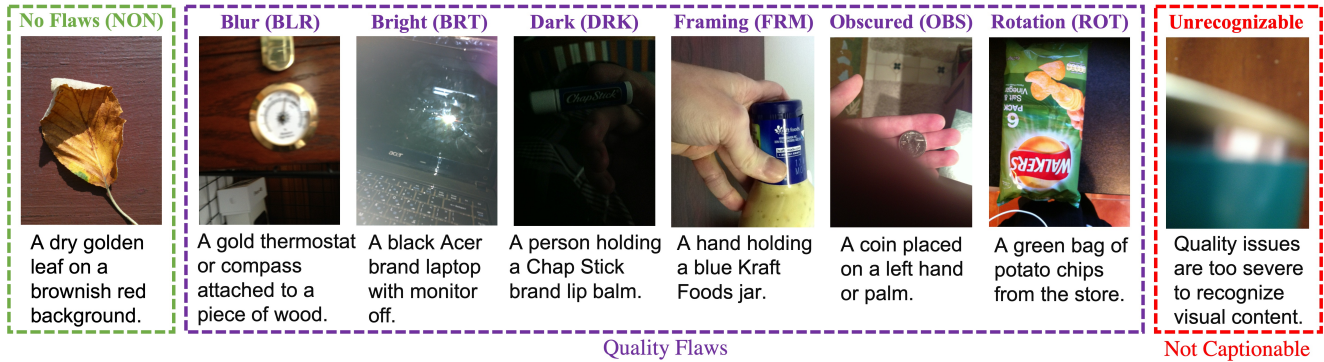 No Flaws (NON)
A dry golden
leaf on a
brownish red
background.
Blur (BLR)
A gold thermostat
or compass
attached to a
piece of wood.
Bright (BRT)
acer
A black Acer
brand laptop
with monitor
off.
Dark (DRK)
ChapStick
A person holding
a Chap Stick
brand lip balm.
Framing (FRM)
A hand holding
a blue Kraft
Foods jar.
Obscured (OBS)
A coin placed
on a left hand
or palm.
Rotation (ROT)
Salt &
Vinegar
6
PACK
WALKERS
A green bag of
potato chips
from the store.
Quality Flaws
Unrecognizable
Quality issues
are too severe
to recognize
visual content.
Not Captionable